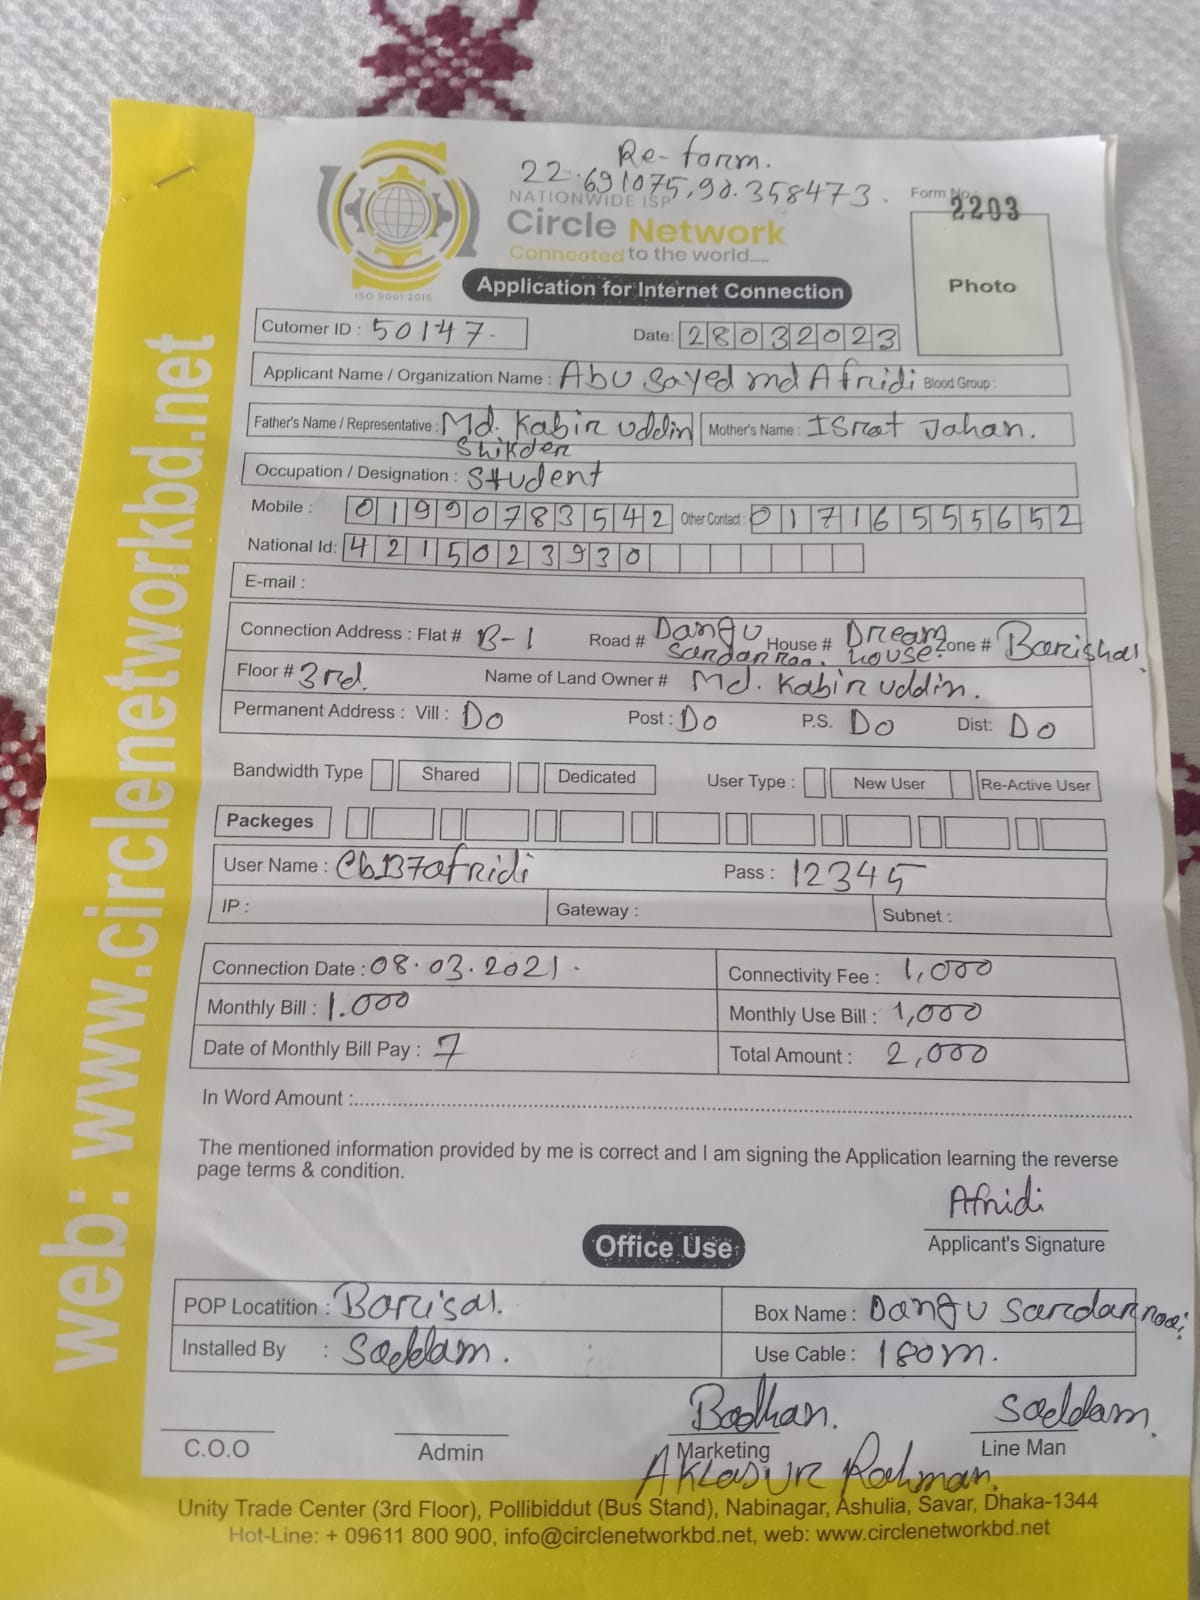 Re-form.
22.691075,90.358473.
NATIONWIDE ISP
Form No. 2203
Circle Network
Connected to the world.....
ISO 9001:2015
Photo
Application for Internet Connection
Cutomer ID : 50147.
Date: 28032023
Applicant Name / Organization Name : Abu Sayed md Afridi Blood Group :
Father's Name / Representative : Md. Kabir uddin Shikder
Mother's Name : ISrat Jahan.
Occupation / Designation : Student
Mobile : 01990783542 Other Contact : 01716555652
National Id: 4215023930
E-mail :
Connection Address : Flat # B-1 Road # Dangu Sardar Roa. House # Dream House. Zone # Barishal
Floor # 3rd. Name of Land Owner # Md. Kabir uddin.
Permanent Address : Vill : Do Post : Do P.S. Do Dist: Do
Bandwidth Type Shared Dedicated User Type : New User Re-Active User
Packeges
User Name : Cb137afridi Pass : 12345
IP : Gateway : Subnet :
Connection Date : 08.03.2021. Connectivity Fee : 1,000
Monthly Bill : 1.000 Monthly Use Bill : 1,000
Date of Monthly Bill Pay : 7 Total Amount : 2,000
In Word Amount :
The mentioned information provided by me is correct and I am signing the Application learning the reverse
page terms & condition.
Afridi
Applicant's Signature
Office Use
POP Locatition : Barisal. Box Name : Dangu Sardar roa.
Installed By : Saddam. Use Cable : 180m.
Badhan. Saddam.
C.O.O Admin Marketing Line Man
AKlasur Rahman.
Unity Trade Center (3rd Floor), Pollibiddut (Bus Stand), Nabinagar, Ashulia, Savar, Dhaka-1344
Hot-Line: + 09611 800 900, info@circlenetworkbd.net, web: www.circlenetworkbd.net
web: www.circlenetworkbd.net